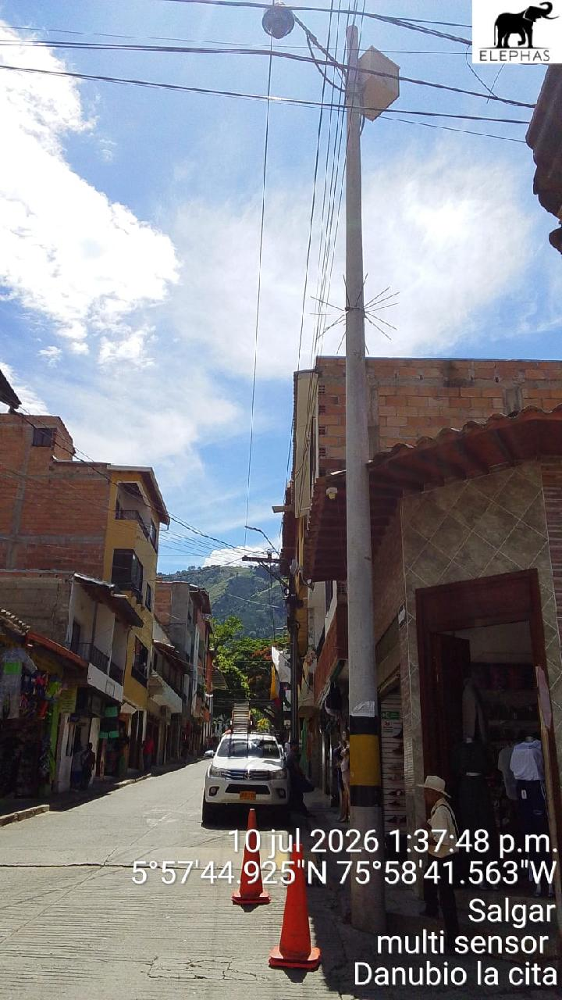 ELEPHAS
10 jul 2026 1:37:48 p.m.
5°57'44.925"N 75°58'41.563"W
Salgar
multi sensor
Danubio la cita